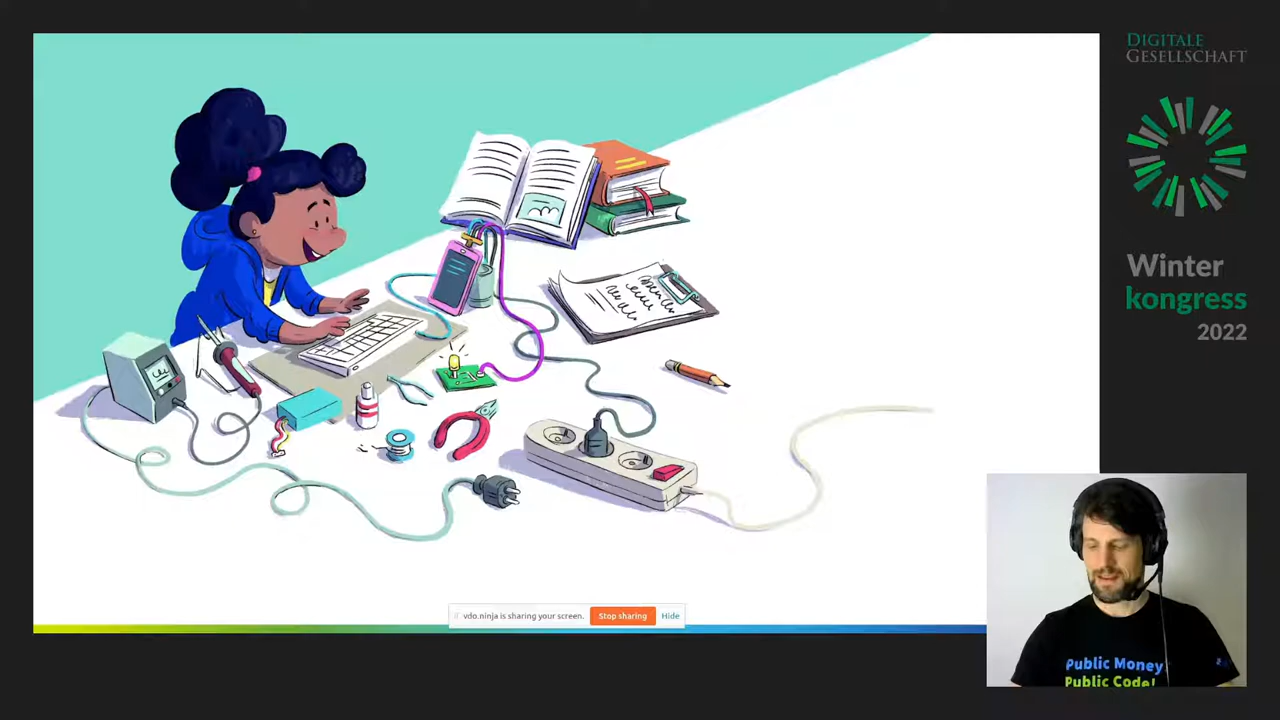 DIGITALE
GESELLSCHAFT
Winter
kongress
2022
vdo.ninja is sharing your screen.
Stop sharing
Hide
Public Money
Public Code!